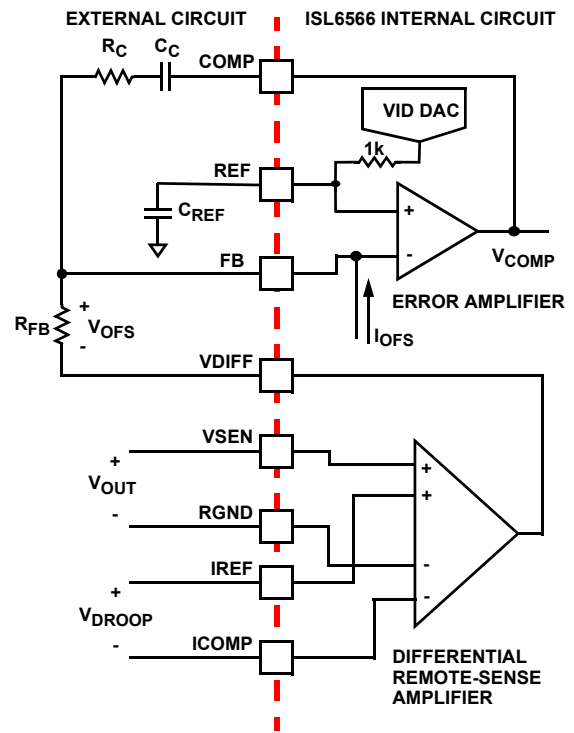 EXTERNAL CIRCUIT
ISL6566 INTERNAL CIRCUIT
RC
CC
COMP
VID DAC
1k
REF
CREF
+
-
VCOMP
FB
ERROR AMPLIFIER
IOFS
RFB
+
VOFS
-
VDIFF
VSEN
+
VOUT
-
RGND
IREF
+
VDROOP
-
ICOMP
+
+
-
-
DIFFERENTIAL
REMOTE-SENSE
AMPLIFIER